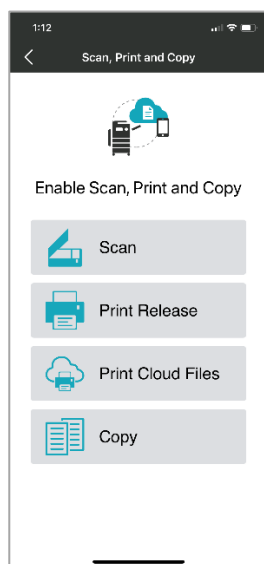 1:12
Scan, Print and Copy
Enable Scan, Print and Copy
Scan
Print Release
Print Cloud Files
Copy